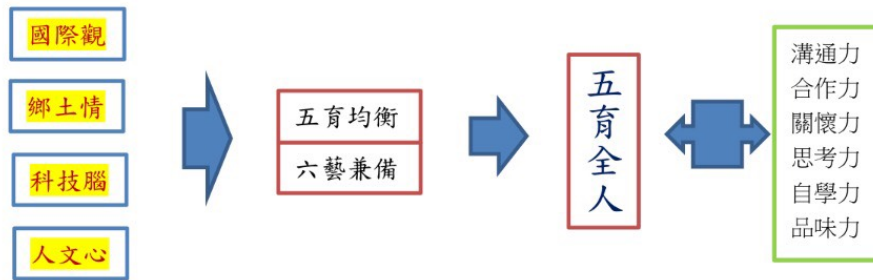 國際觀
鄉土情
科技腦
人文心
五育均衡
六藝兼備
五育全人
溝通力
合作力
關懷力
思考力
自學力
品味力